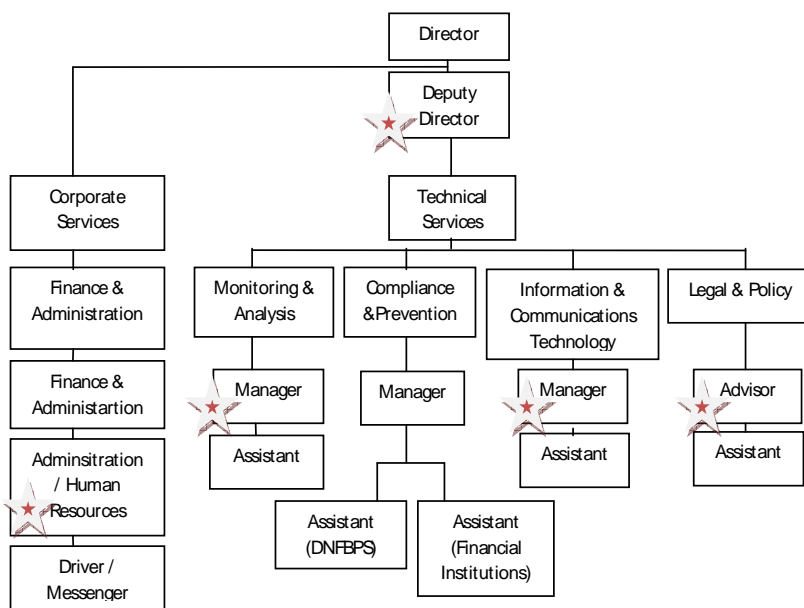 Director
Deputy
Director
Corporate
Services
Technical
Services
Finance &
Administration
Monitoring &
Analysis
Compliance
&Prevention
Information &
Communications
Technology
Legal & Policy
Finance &
Administartion
Manager
Manager
Manager
Advisor
Adminsitration
/ Human
Resources
Assistant
Assistant
Assistant
Assistant
(DNFBPS)
Assistant
(Financial
Institutions)
Driver /
Messenger